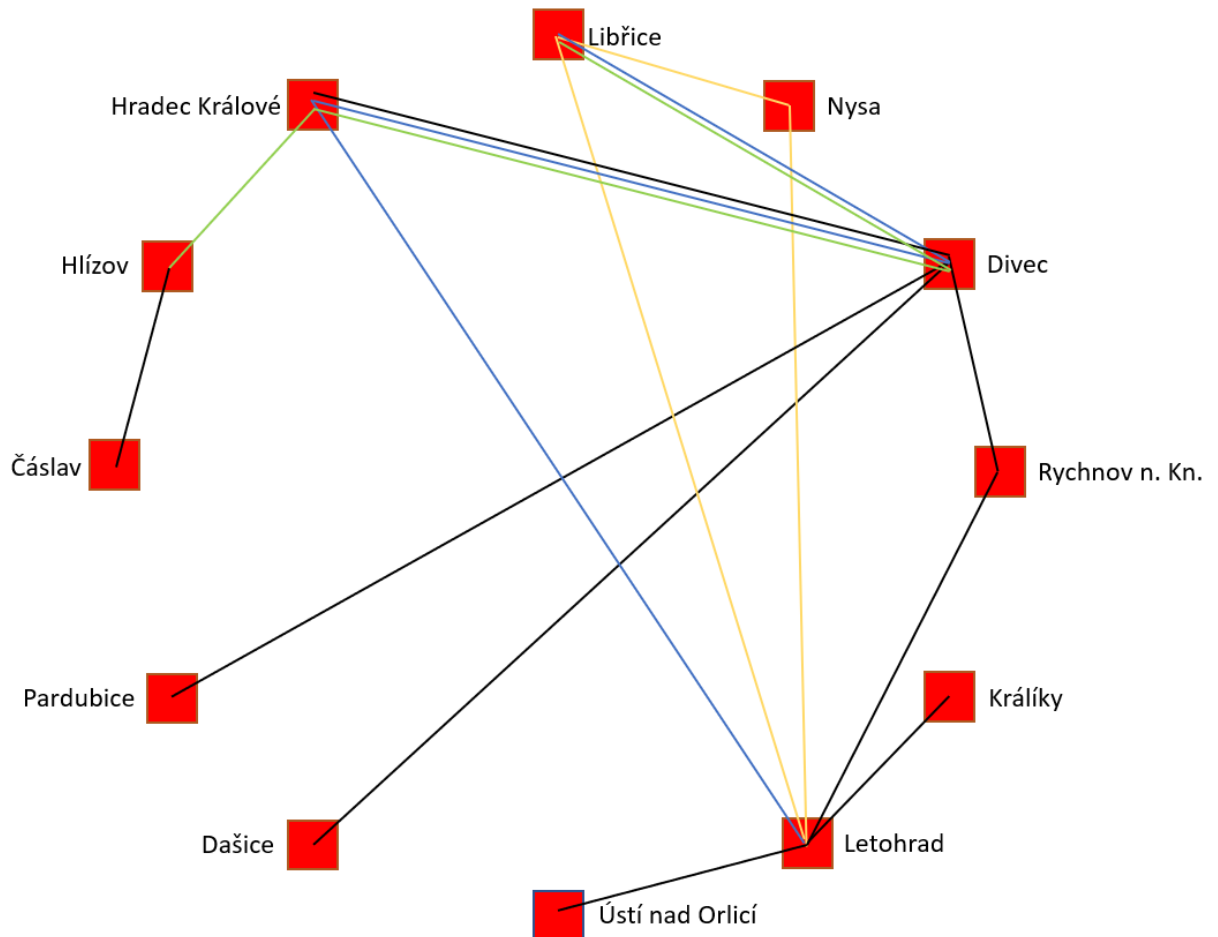 Libřice
Hradec Králové
Nysa
Hlízov
Divec
Čáslav
Rychnov n. Kn.
Pardubice
Králíky
Dašice
Letohrad
Ústí nad Orlicí